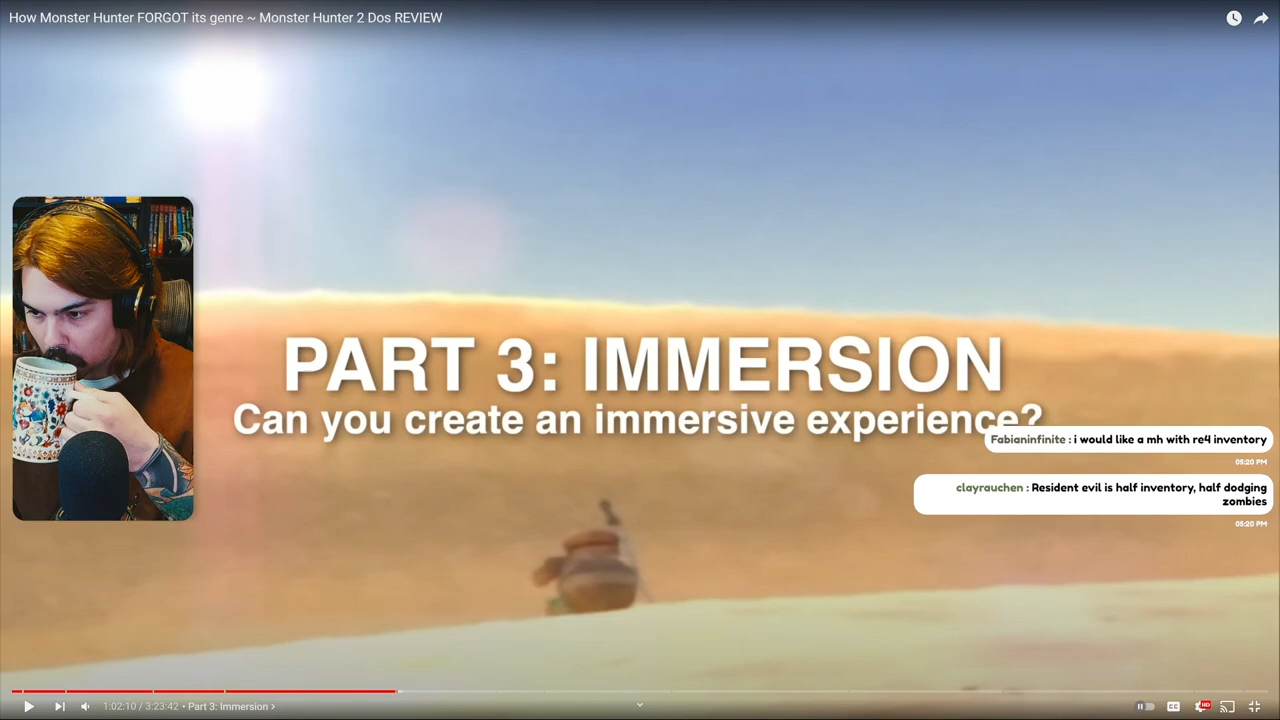 How Monster Hunter FORGOT its genre ~ Monster Hunter 2 Dos REVIEW
PART 3: IMMERSION
Can you create an immersive experience?
Fabianinfinite : i would like a mh with re4 inventory
05:20 PM
clayrauchen : Resident evil is half inventory, half dodging
zombies
05:20 PM
1:02:10 / 3:23:42 • Part 3: Immersion >
CC
HD